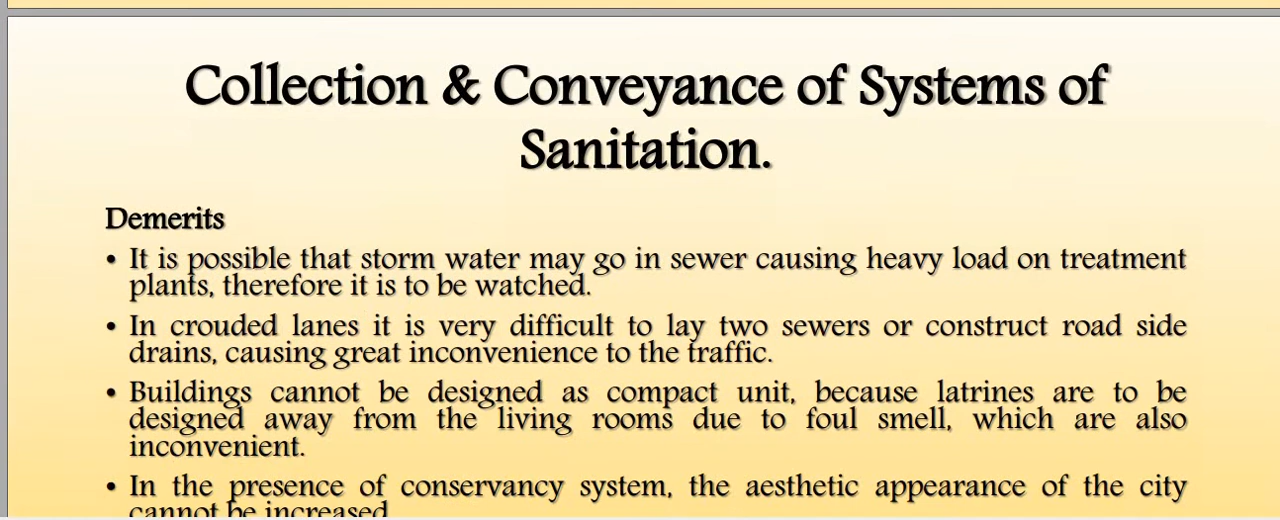 Collection & Conveyance of Systems of
Sanitation.
Demerits
• It is possible that storm water may go in sewer causing heavy load on treatment
plants, therefore it is to be watched.
• In crouded lanes it is very difficult to lay two sewers or construct road side
drains, causing great inconvenience to the traffic.
• Buildings cannot be designed as compact unit, because latrines are to be
designed away from the living rooms due to foul smell, which are also
inconvenient.
• In the presence of conservancy system, the aesthetic appearance of the city
cannot be increased